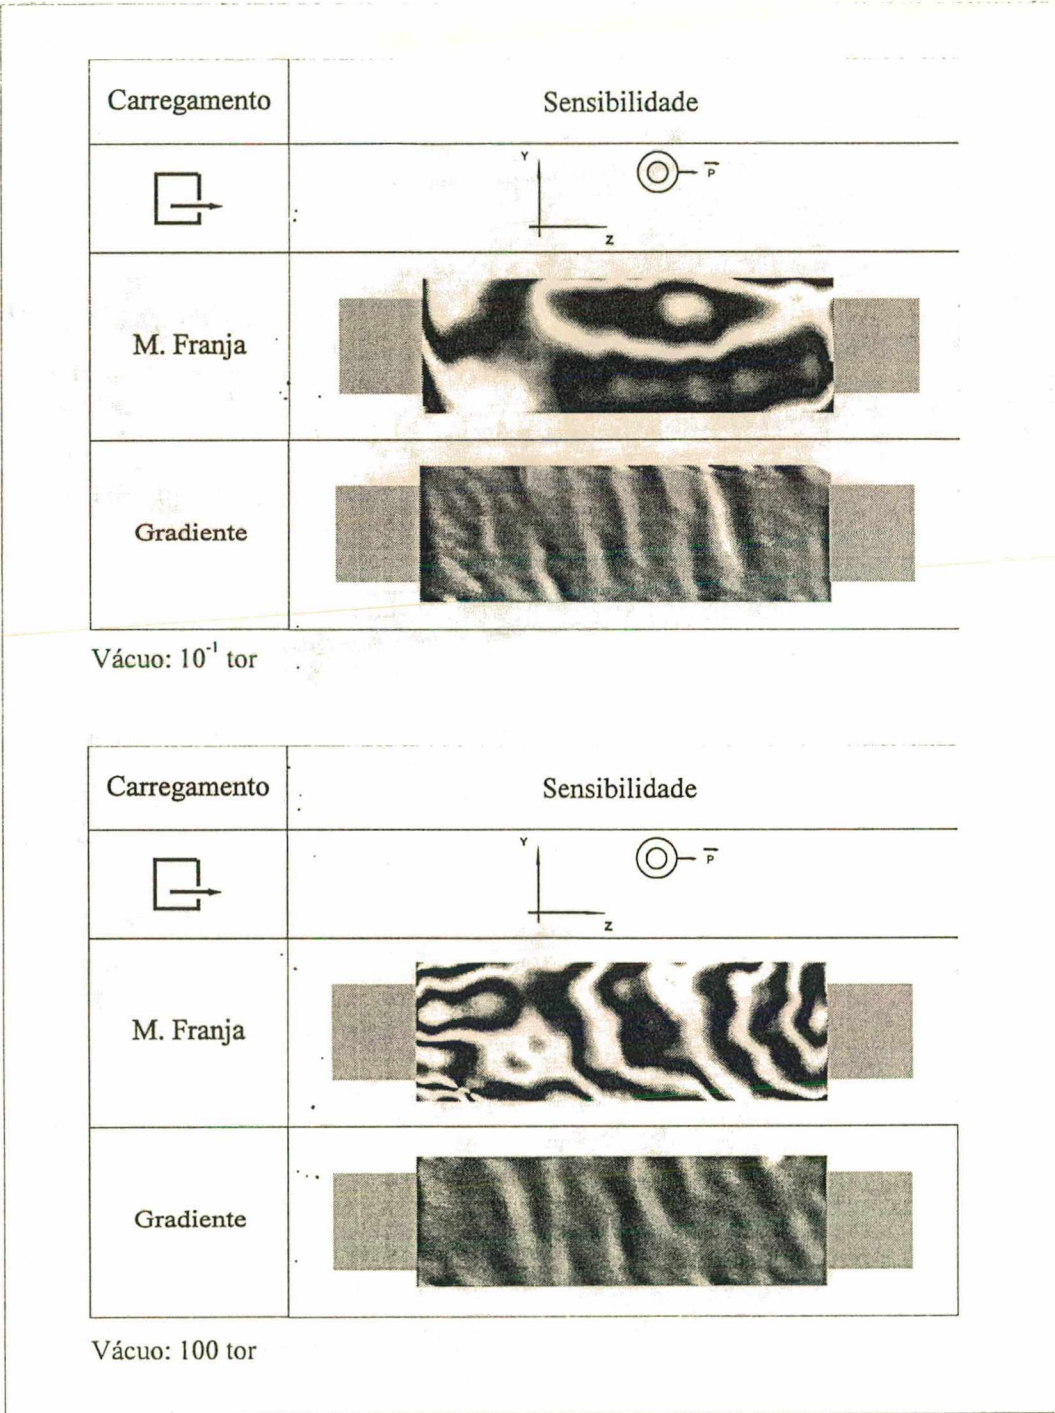 Carregamento Sensibilidade
Y P
Z
M. Franja
Gradiente
Vácuo: 10⁻¹ tor
Carregamento Sensibilidade
Y P
Z
M. Franja
Gradiente
Vácuo: 100 tor